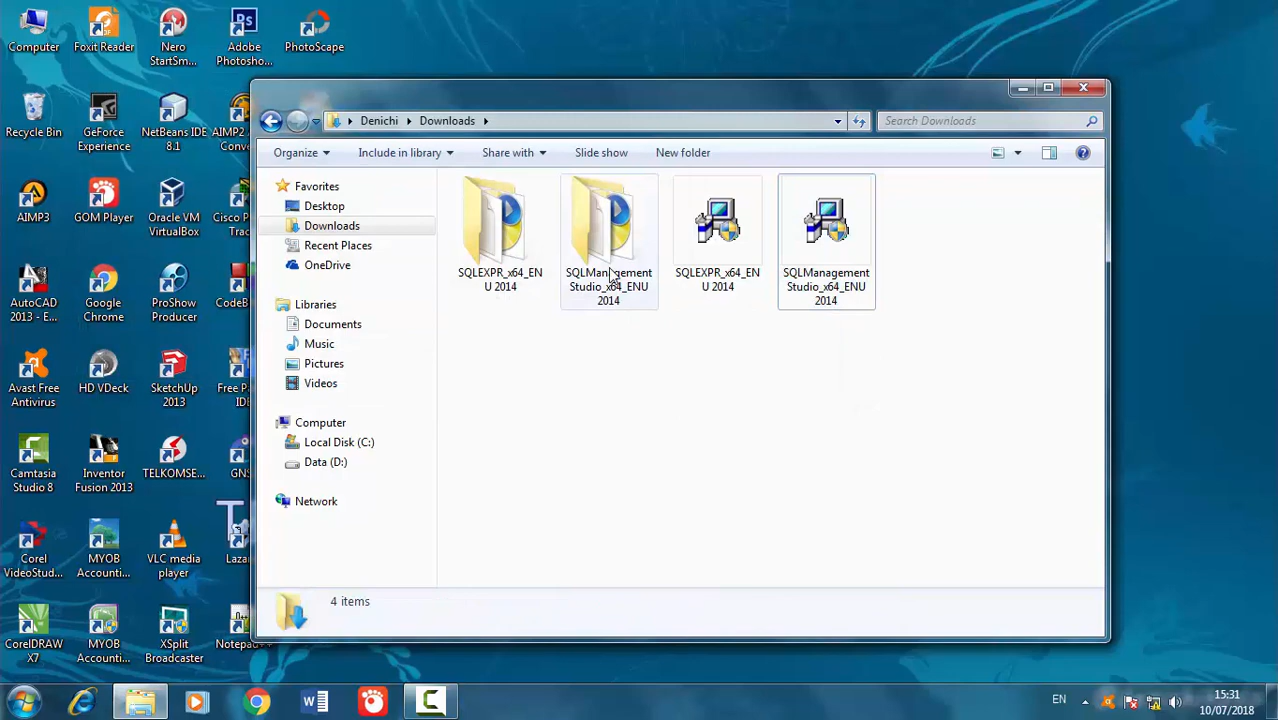 Computer
Foxit Reader
Nero
StartSm...
Adobe
Photosho...
PhotoScape
Recycle Bin
GeForce
Experience
NetBeans IDE
8.1
AIMP2
Conv
AIMP3
GOM Player
Oracle VM
VirtualBox
Cisco P
Trac
AutoCAD
2013 - E...
Google
Chrome
ProShow
Producer
CodeB
Avast Free
Antivirus
HD VDeck
SketchUp
2013
Free Pa
IDE
Camtasia
Studio 8
Inventor
Fusion 2013
TELKOMSE...
GNS
Corel
VideoStud...
MYOB
Accounti...
VLC media
player
Lazar
CorelDRAW
X7
MYOB
Accounti...
XSplit
Broadcaster
Notepad++
Denichi
Downloads
Search Downloads
Organize
Include in library
Share with
Slide show
New folder
Favorites
Desktop
Downloads
Recent Places
OneDrive
Libraries
Documents
Music
Pictures
Videos
Computer
Local Disk (C:)
Data (D:)
Network
SQLEXPR_x64_EN
U 2014
SQLManagement
Studio_x64_ENU
2014
SQLEXPR_x64_EN
U 2014
SQLManagement
Studio_x64_ENU
2014
4 items
EN
15:31
10/07/2018